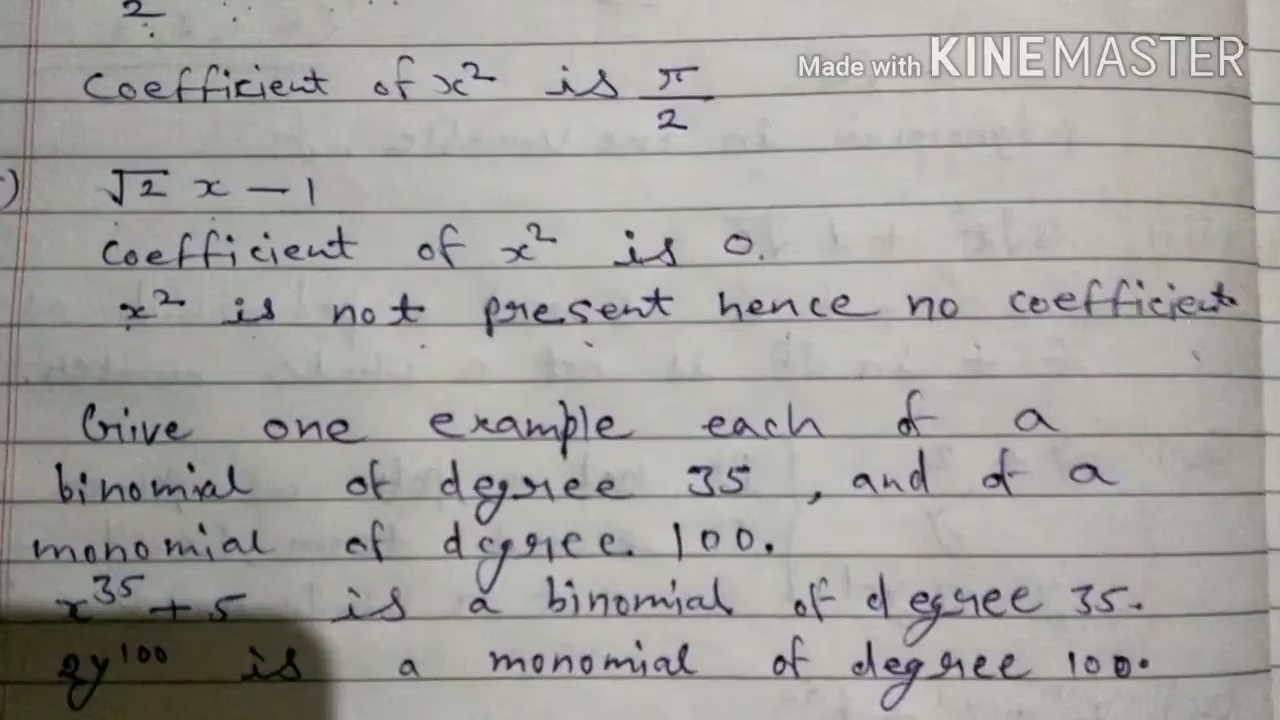 2
Made with KINEMASTER
Coefficient of x² is π/2
) √2 x - 1
Coefficient of x² is 0.
x² is not present hence no coefficient
Give one example each of a
binomial of degree 35, and of a
monomial of degree. 100.
x³⁵ + 5 is a binomial of degree 35.
2y¹⁰⁰ is a monomial of degree 100.